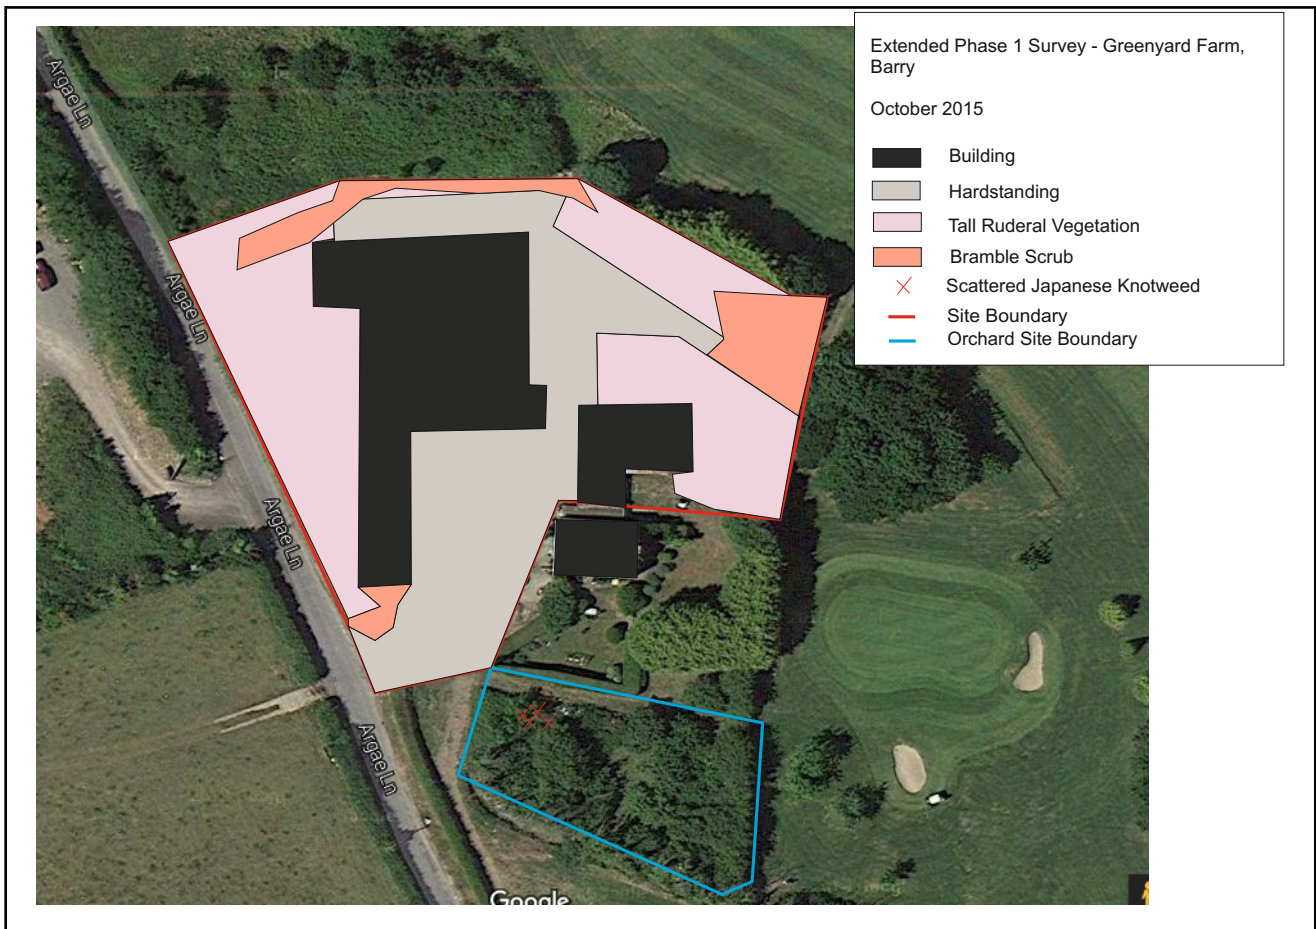 Extended Phase 1 Survey - Greenyard Farm,
Barry
October 2015
Building
Hardstanding
Tall Ruderal Vegetation
Bramble Scrub
Scattered Japanese Knotweed
Site Boundary
Orchard Site Boundary
Argae Ln
Argae Ln
Argae Ln
Argae Ln
Google